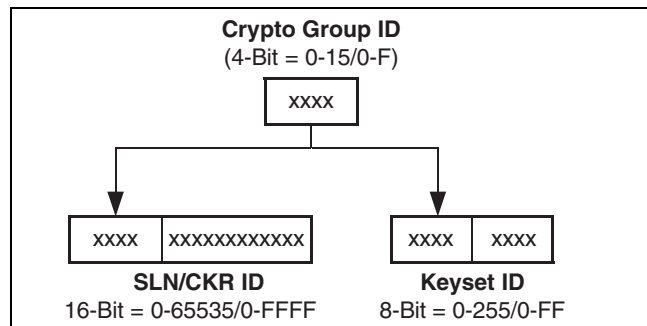 Crypto Group ID
(4-Bit = 0-15/0-F)
xxxx
xxxx xxxxxxxxxxxx xxxx xxxx
SLN/CKR ID Keyset ID
16-Bit = 0-65535/0-FFFF 8-Bit = 0-255/0-FF